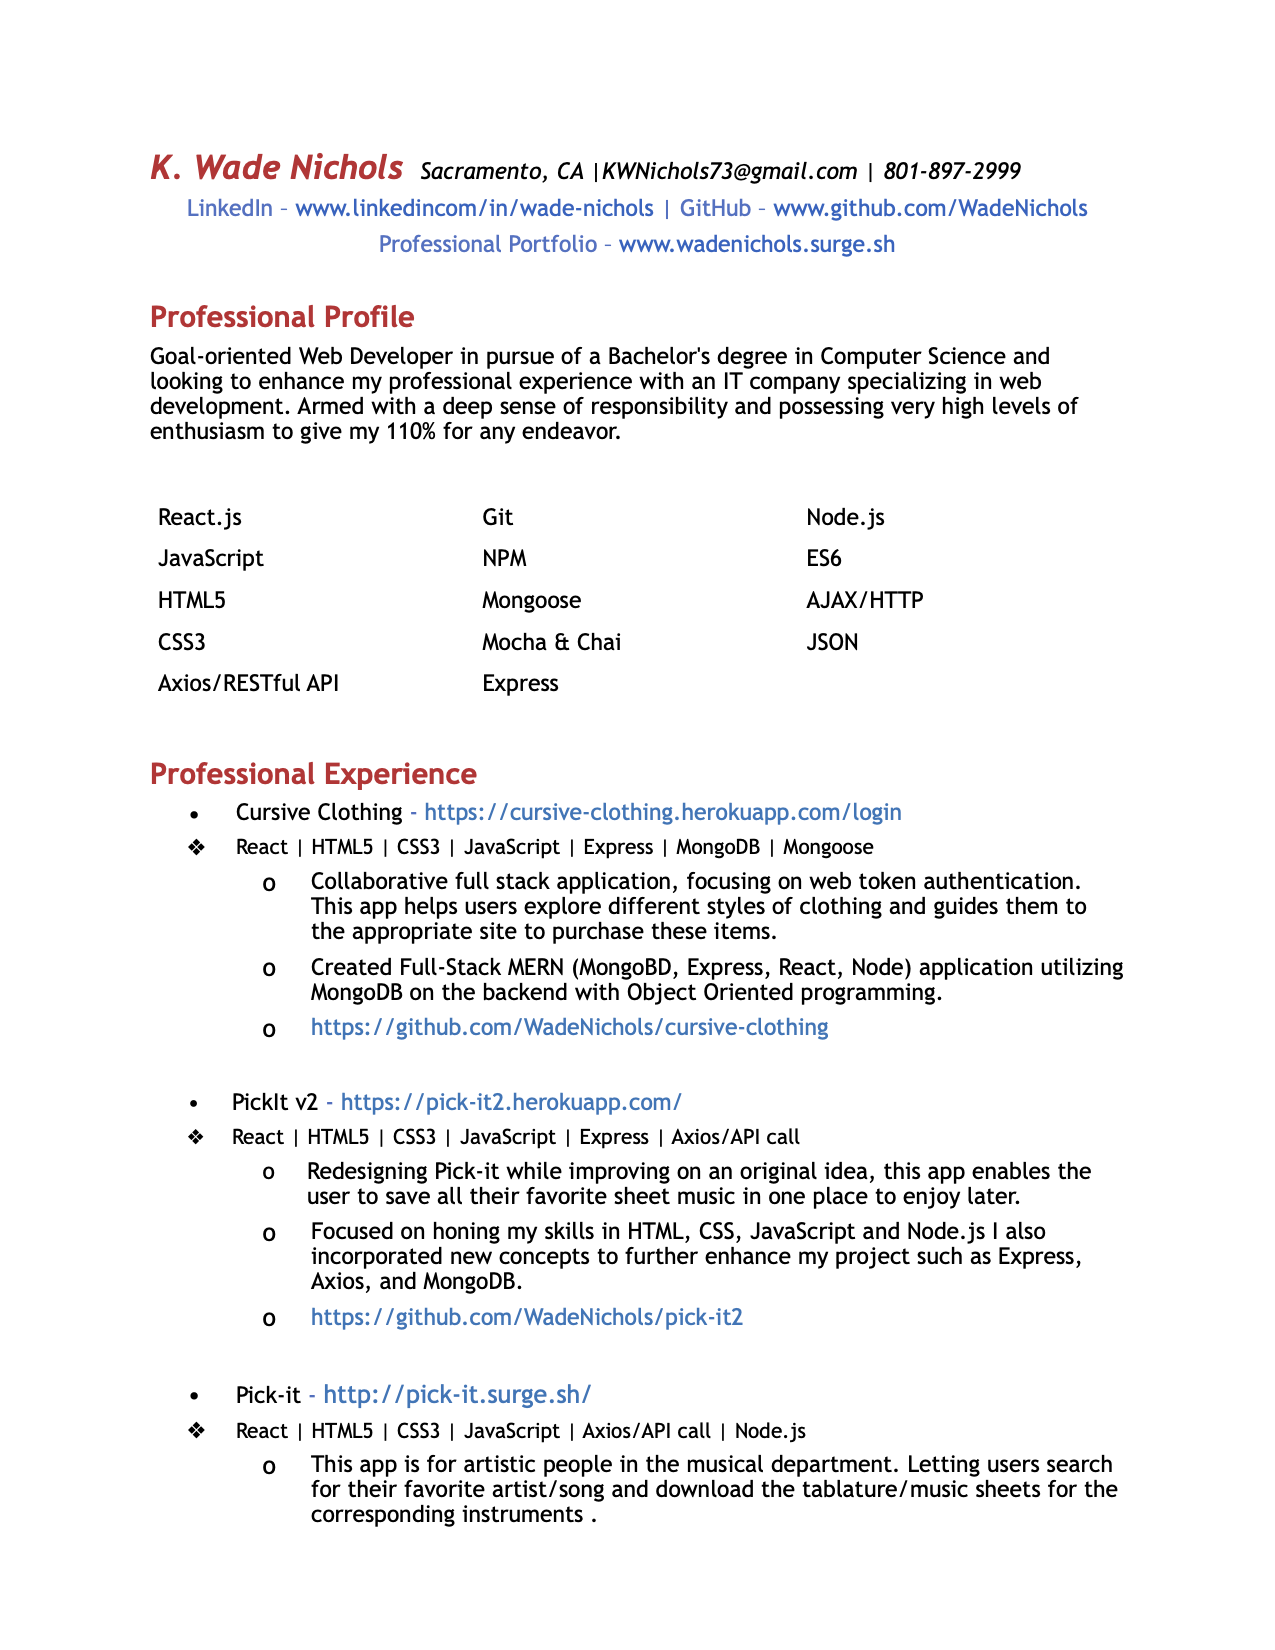 K. Wade Nichols Sacramento, CA |KWNichols73@gmail.com | 801-897-2999
LinkedIn – www.linkedincom/in/wade-nichols | GitHub – www.github.com/WadeNichols
Professional Portfolio – www.wadenichols.surge.sh
Professional Profile
Goal-oriented Web Developer in pursue of a Bachelor's degree in Computer Science and
looking to enhance my professional experience with an IT company specializing in web
development. Armed with a deep sense of responsibility and possessing very high levels of
enthusiasm to give my 110% for any endeavor.
React.js Git Node.js
JavaScript NPM ES6
HTML5 Mongoose AJAX/HTTP
CSS3 Mocha & Chai JSON
Axios/RESTful API Express
Professional Experience
• Cursive Clothing - https://cursive-clothing.herokuapp.com/login
❖ React | HTML5 | CSS3 | JavaScript | Express | MongoDB | Mongoose
o Collaborative full stack application, focusing on web token authentication.
This app helps users explore different styles of clothing and guides them to
the appropriate site to purchase these items.
o Created Full-Stack MERN (MongoBD, Express, React, Node) application utilizing
MongoDB on the backend with Object Oriented programming.
o https://github.com/WadeNichols/cursive-clothing
• PickIt v2 - https://pick-it2.herokuapp.com/
❖ React | HTML5 | CSS3 | JavaScript | Express | Axios/API call
o Redesigning Pick-it while improving on an original idea, this app enables the
user to save all their favorite sheet music in one place to enjoy later.
o Focused on honing my skills in HTML, CSS, JavaScript and Node.js I also
incorporated new concepts to further enhance my project such as Express,
Axios, and MongoDB.
o https://github.com/WadeNichols/pick-it2
• Pick-it - http://pick-it.surge.sh/
❖ React | HTML5 | CSS3 | JavaScript | Axios/API call | Node.js
o This app is for artistic people in the musical department. Letting users search
for their favorite artist/song and download the tablature/music sheets for the
corresponding instruments .